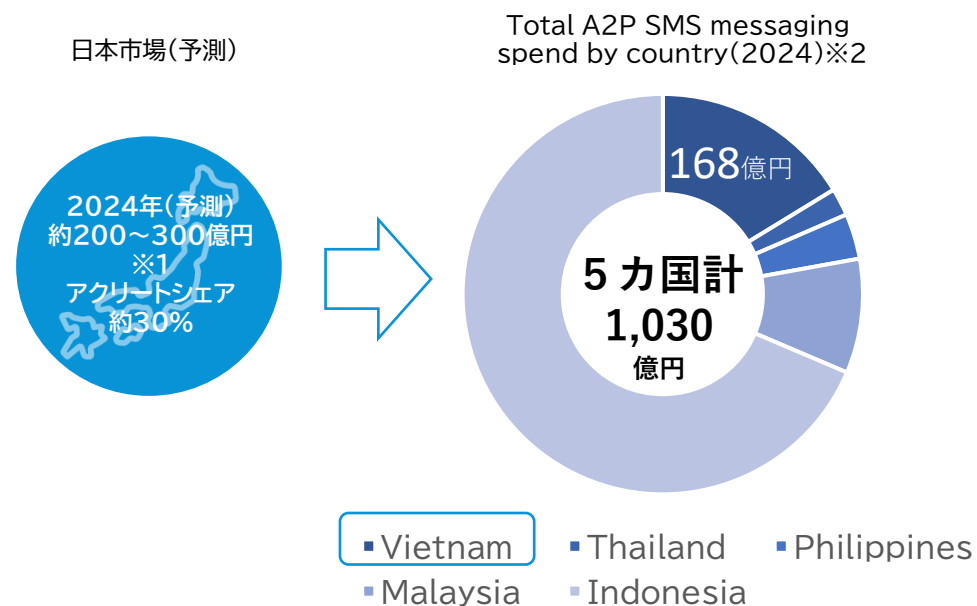 日本市場(予測)
Total A2P SMS messaging
spend by country(2024)※2
2024年(予測)
約200～300億円
※1
アクリートシェア
約30%
168億円
5カ国計
1,030
億円
Vietnam
Thailand
Philippines
Malaysia
Indonesia